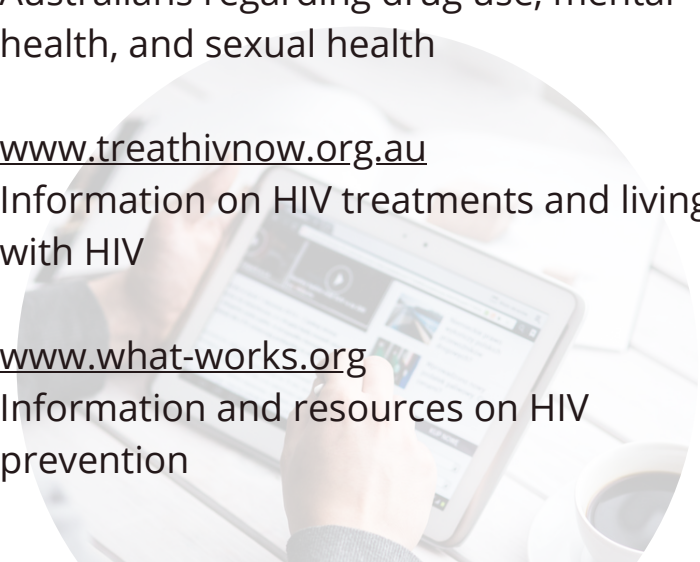 Australians regarding drug use, mental
health, and sexual health
www.treathivnow.org.au
Information on HIV treatments and living
with HIV
www.what-works.org
Information and resources on HIV
prevention